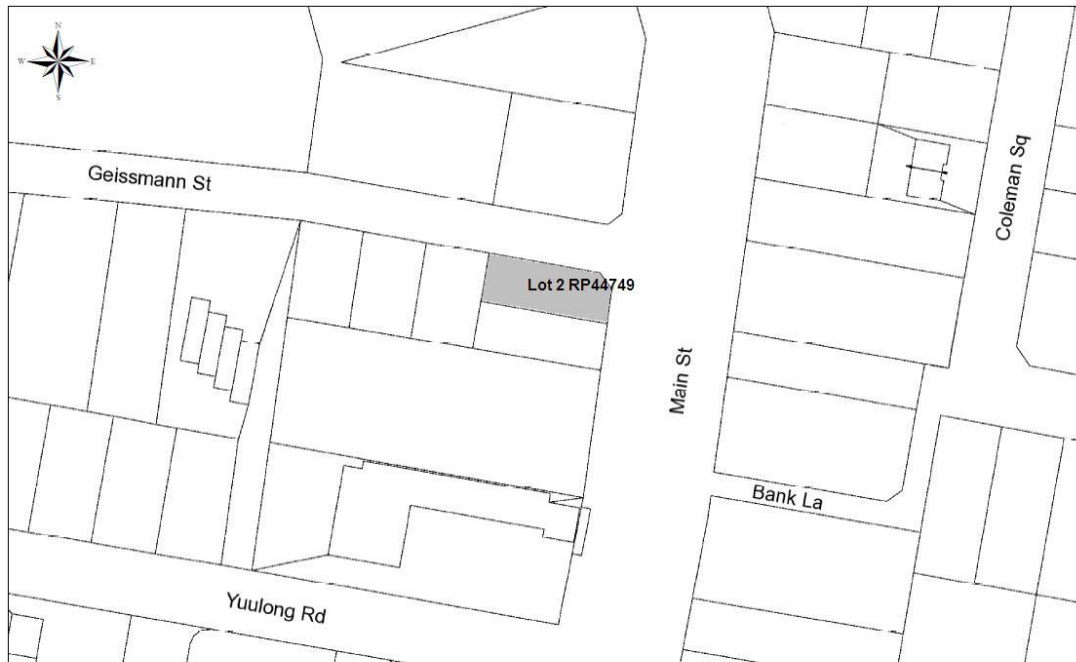 N
W E
S
Geissmann St
Coleman Sq
Lot 2 RP44749
Main St
Bank La
Yuulong Rd